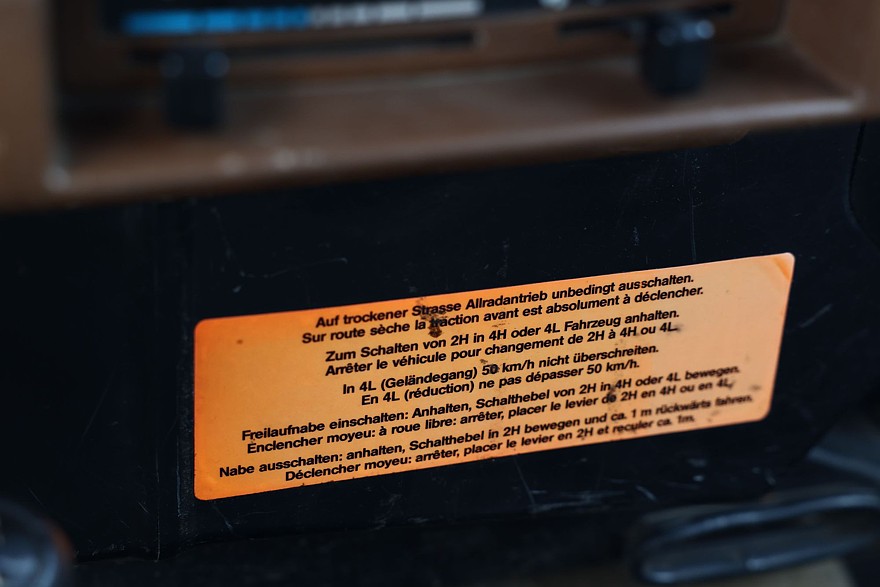 Auf trockener Strasse Allradantrieb unbedingt ausschalten.
Sur route sèche la traction avant est absolument à déclencher.
Zum Schalten von 2H in 4H oder 4L Fahrzeug anhalten.
Arrêter le véhicule pour changement de 2H à 4H ou 4L.
In 4L (Geländegang) 50 km/h nicht überschreiten.
En 4L (réduction) ne pas dépasser 50 km/h.
Freilaufnabe einschalten: Anhalten, Schalthebel von 2H in 4H oder 4L bewegen.
Enclencher moyeu: à roue libre: arrêter, placer le levier de 2H en 4H ou en 4L.
Nabe ausschalten: anhalten, Schalthebel in 2H bewegen und ca. 1 m rückwärts fahren.
Déclencher moyeu: arrêter, placer le levier en 2H et reculer ca. 1m.